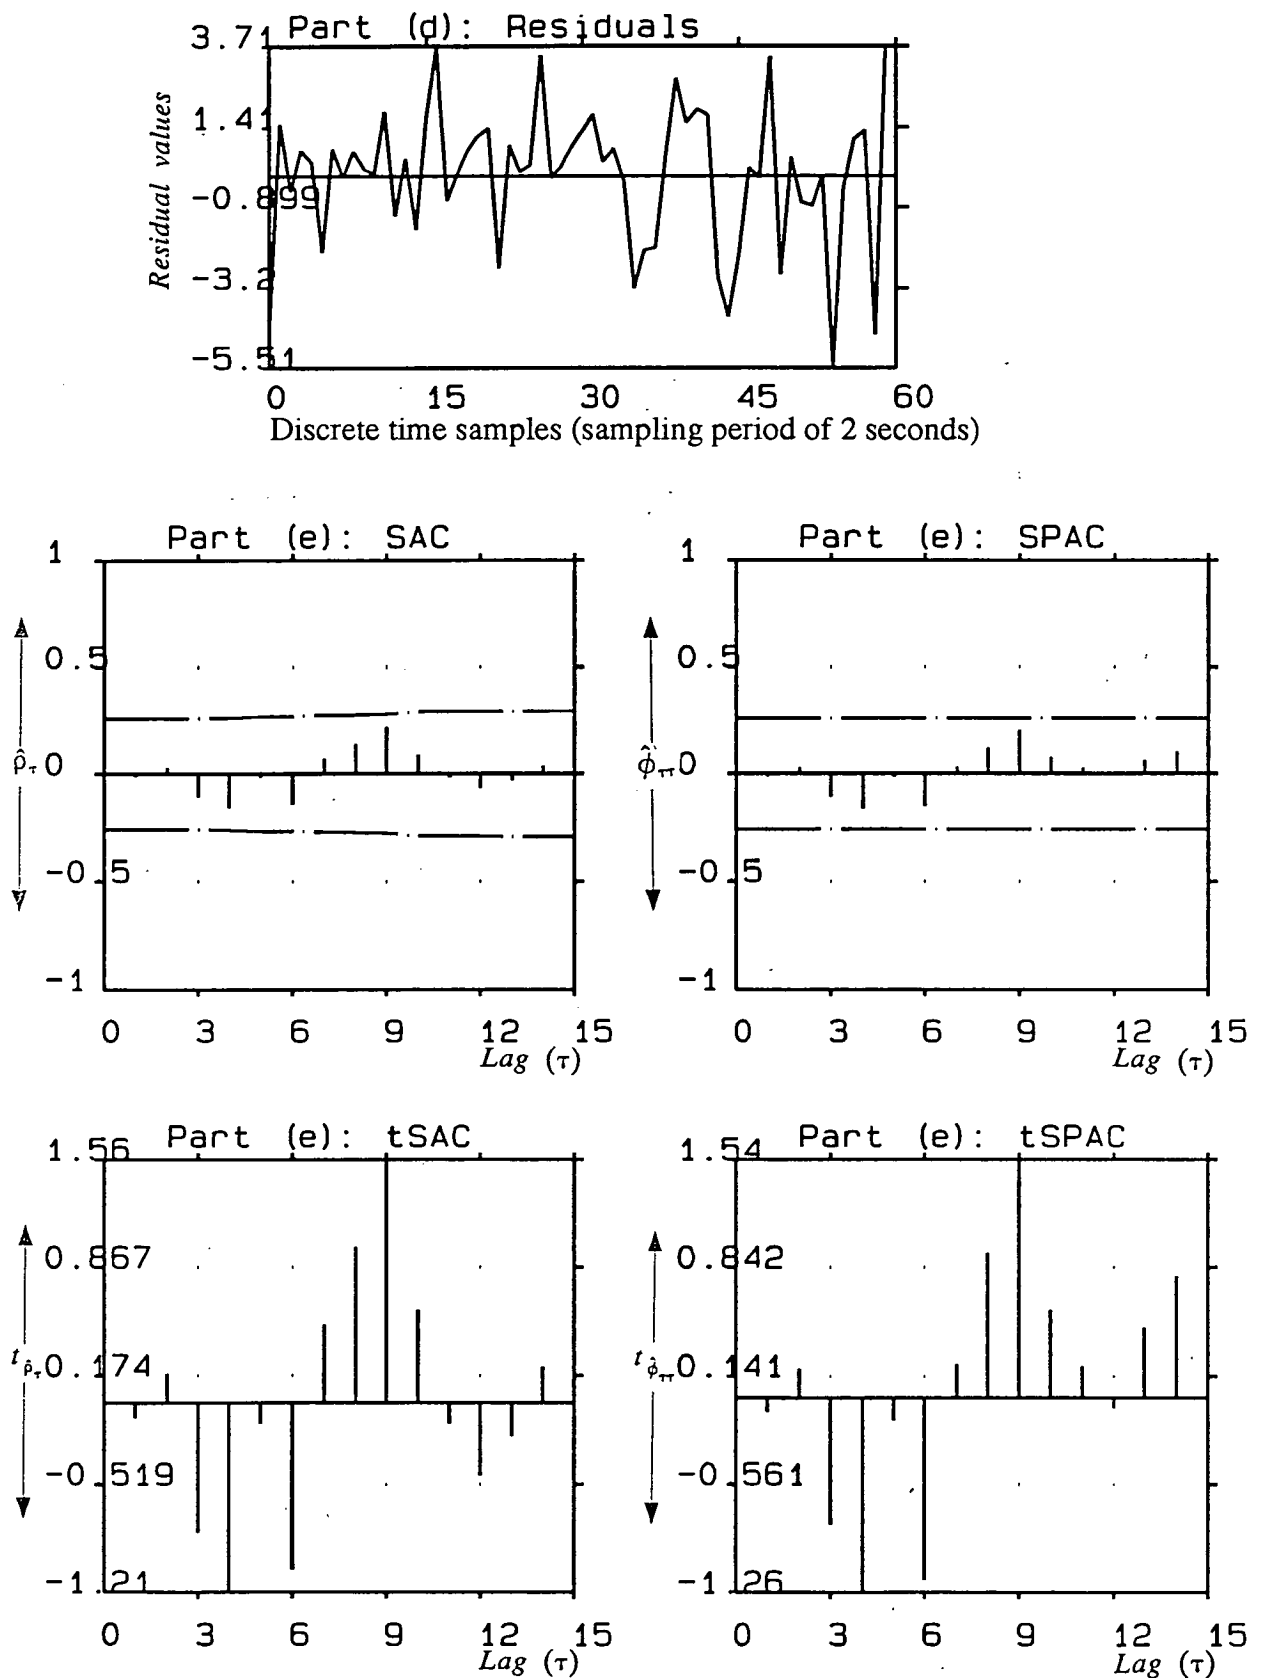 Part (d): Residuals
3.71
1.41
-0.899
-3.2
-5.51
Residual values
0 15 30 45 60
Discrete time samples (sampling period of 2 seconds)
Part (e): SAC
1
0.5
ρ̂τ 0
-0.5
-1
0 3 6 9 12 15
Lag (τ)
Part (e): SPAC
1
0.5
φ̂ττ 0
-0.5
-1
0 3 6 9 12 15
Lag (τ)
Part (e): tSAC
1.56
0.867
tρ̂τ 0.174
-0.519
-1.21
0 3 6 9 12 15
Lag (τ)
Part (e): tSPAC
1.54
0.842
tφ̂ττ 0.141
-0.561
-1.26
0 3 6 9 12 15
Lag (τ)